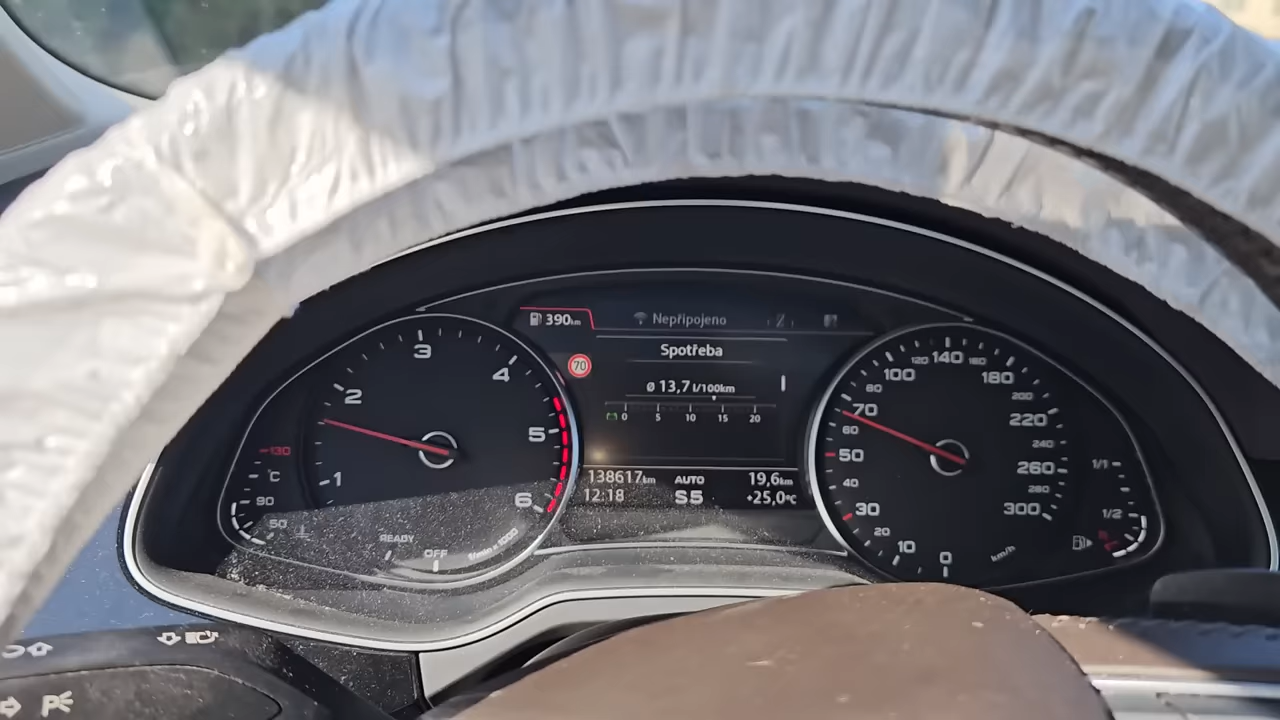 390km
Nepřipojeno
70
Spotřeba
ø 13,7 l/100km
0 5 10 15 20
138617km
AUTO
19,6km
12:18
S5
+25,0°C
1
2
3
4
5
6
1/min x 1000
READY
OFF
130
°C
90
50
0
10
20
30
40
50
60
70
80
100
120
140
160
180
200
220
240
260
280
300
km/h
1/1
1/2
P